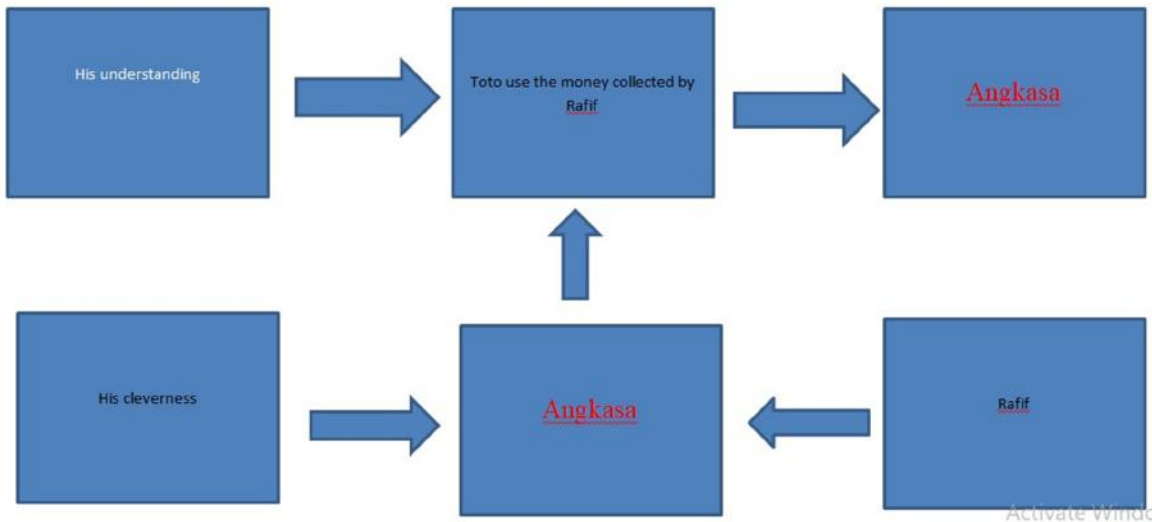 His understanding
Toto use the money collected by
Rafif
Angkasa
His cleverness
Angkasa
Rafif
Activate Windo